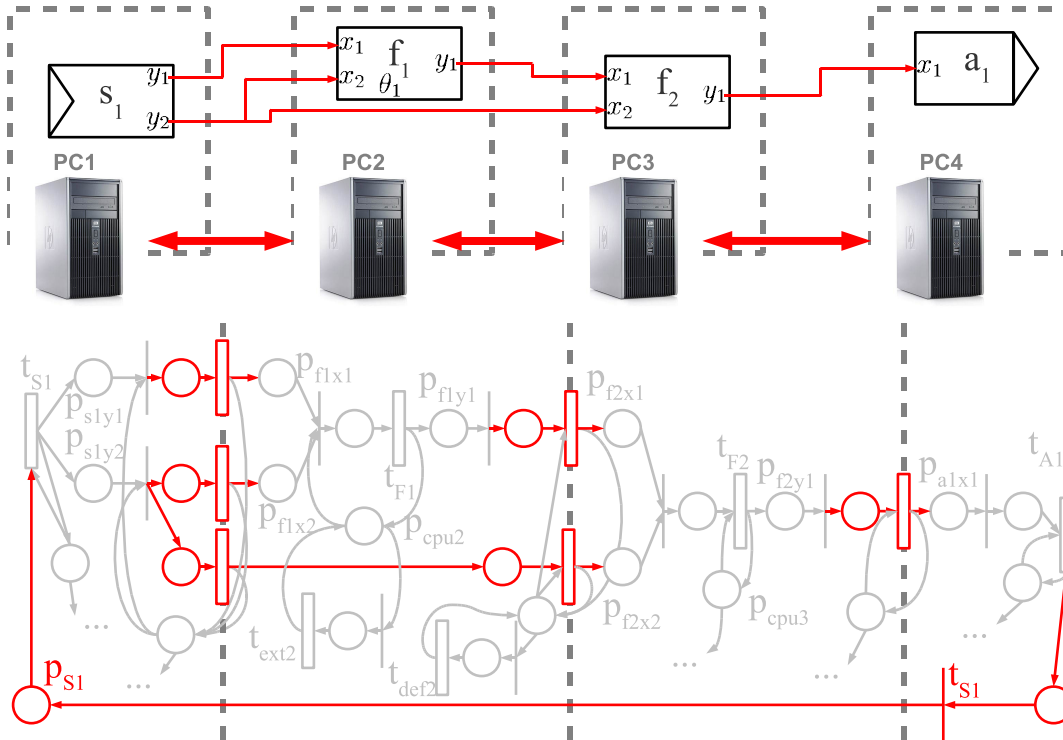 s1
y1
y2
x1
x2
θ1
f1
y1
x1
x2
f2
y1
x1
a1
PC1
PC2
PC3
PC4
tS1
ps1y1
ps1y2
pf1x1
pf1x2
pf1y1
tF1
pcpu2
text2
tdef2
pf2x1
pf2x2
tF2
pf2y1
pcpu3
pa1x1
tA1
...
...
...
...
...
pS1
tS1